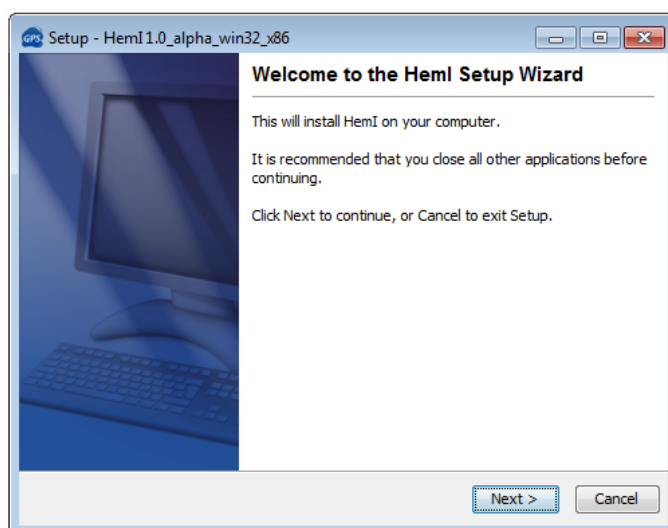 GPS Setup - HemI 1.0_alpha_win32_x86
Welcome to the HemI Setup Wizard
This will install HemI on your computer.
It is recommended that you close all other applications before
continuing.
Click Next to continue, or Cancel to exit Setup.
Next > Cancel